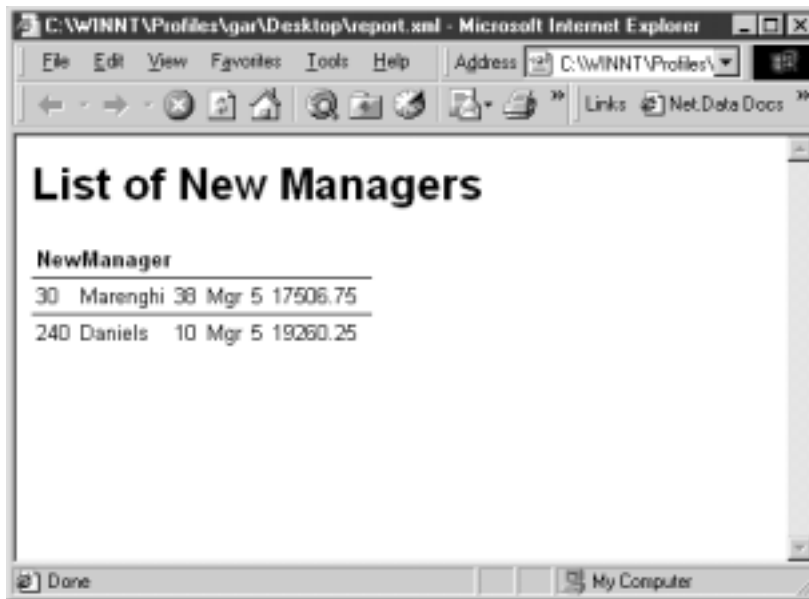 C:\WINNT\Profiles\gar\Desktop\report.xml - Microsoft Internet Explorer
File Edit View Favorites Tools Help Address C:\WINNT\Profiles\
Links Net.Data Docs
List of New Managers
NewManager
30 Marenghi 38 Mgr 5 17506.75
240 Daniels 10 Mgr 5 19260.25
Done My Computer